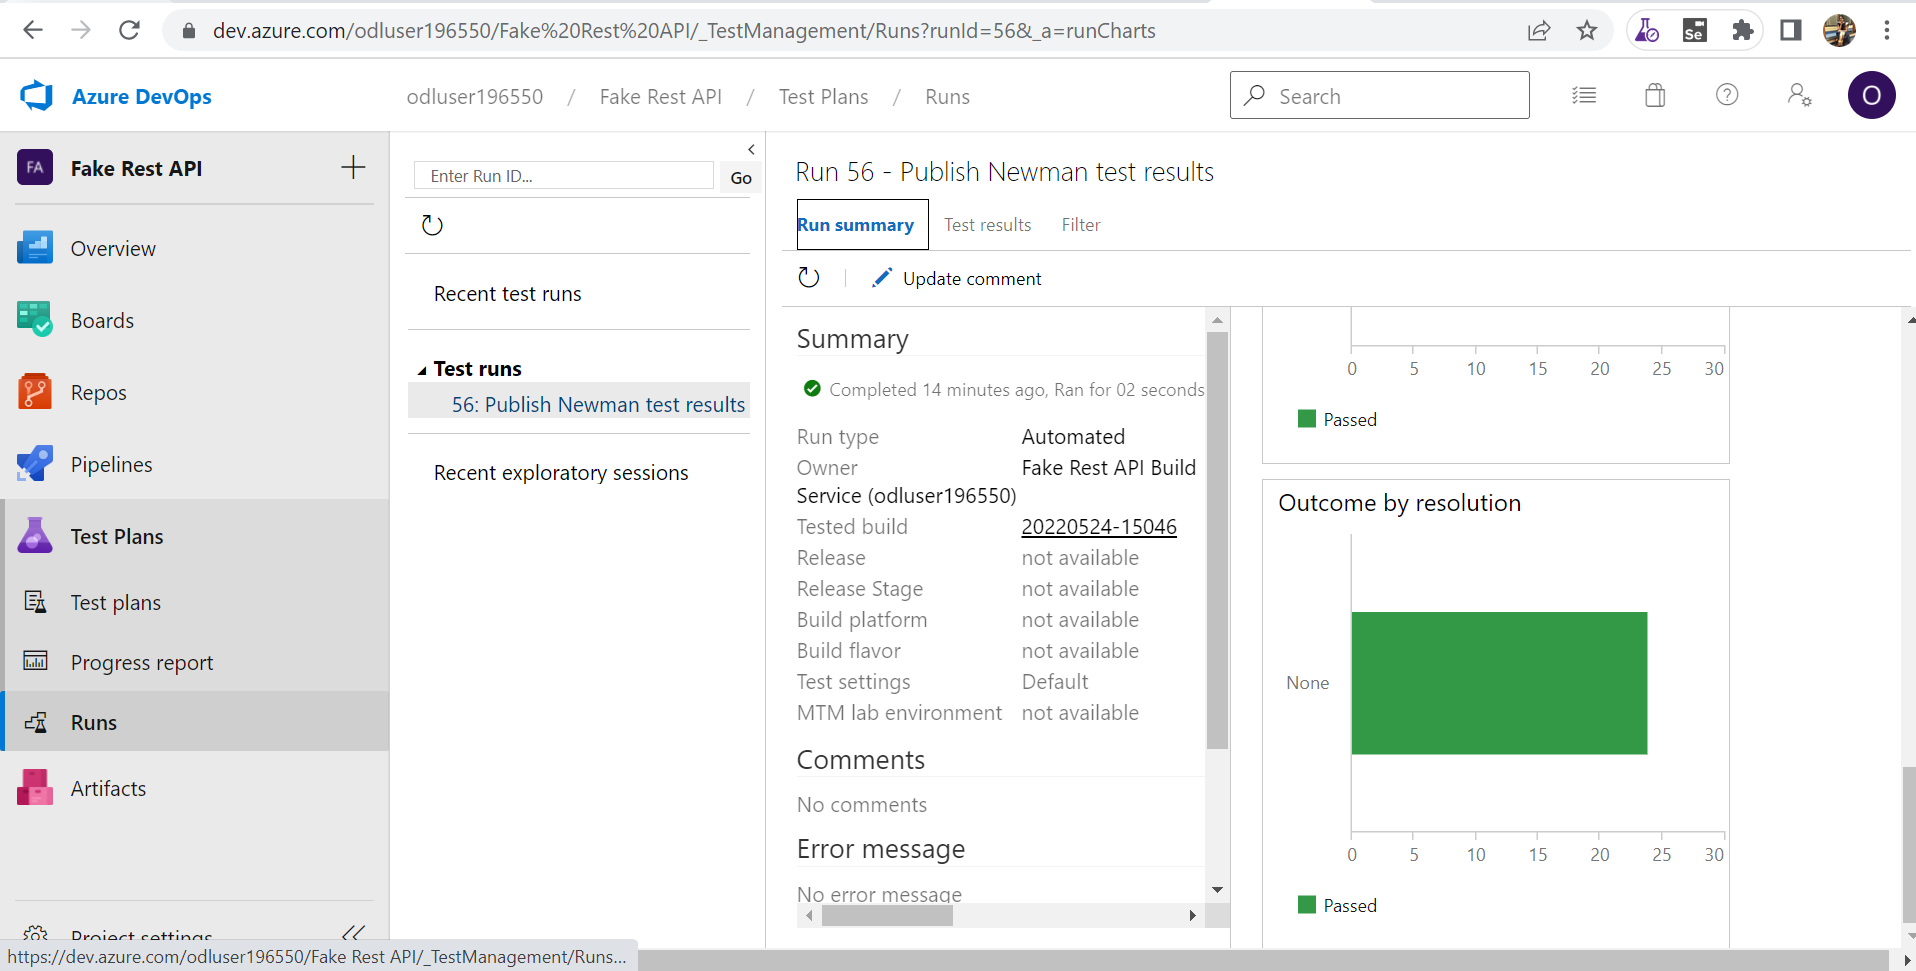 dev.azure.com/odluser196550/Fake%20Rest%20API/_TestManagement/Runs?runId=56&_a=runCharts
Se
Azure DevOps
odluser196550 / Fake Rest API / Test Plans / Runs
Search
?
O
FA
Fake Rest API
Overview
Boards
Repos
Pipelines
Test Plans
Test plans
Progress report
Runs
Artifacts
Project settings
https://dev.azure.com/odluser196550/Fake Rest API/_TestManagement/Runs...
Enter Run ID...
Go
Recent test runs
Test runs
56: Publish Newman test results
Recent exploratory sessions
Run 56 - Publish Newman test results
Run summary Test results Filter
Update comment
Summary
Completed 14 minutes ago, Ran for 02 seconds
Run type Automated
Owner Fake Rest API Build
Service (odluser196550)
Tested build 20220524-15046
Release not available
Release Stage not available
Build platform not available
Build flavor not available
Test settings Default
MTM lab environment not available
Comments
No comments
Error message
No error message
0 5 10 15 20 25 30
Passed
Outcome by resolution
None
0 5 10 15 20 25 30
Passed